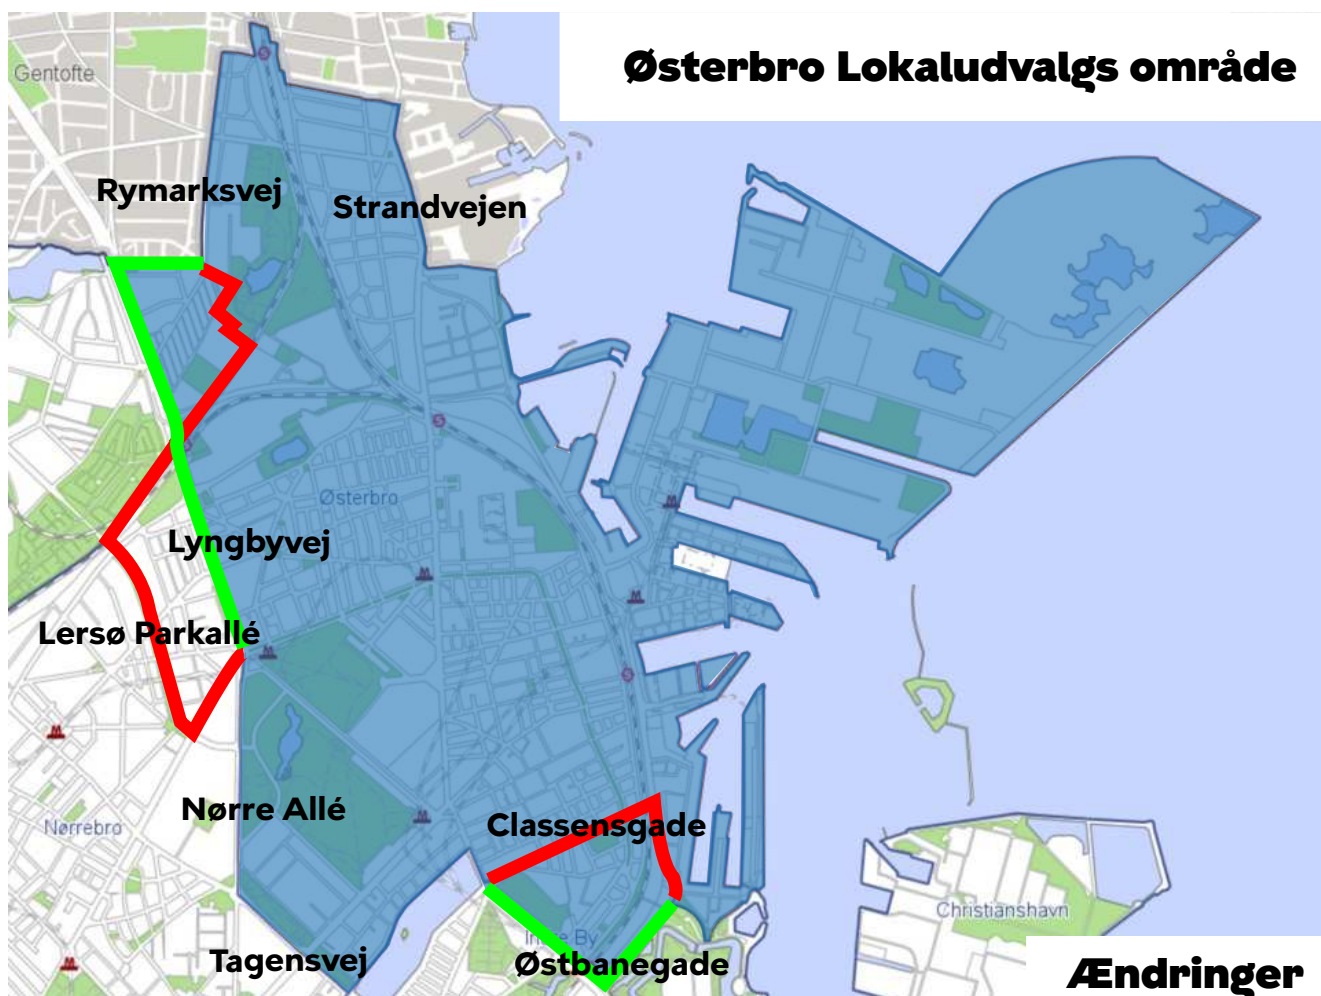 Østerbro Lokaludvalgs område
Gentofte
Rymarksvej
Strandvejen
S
S
Østerbro
Lyngbyvej
M
M
M
Lersø Parkallé
M
S
M
Nørre Allé
M
Classensgade
Nørrebro
Christianshavn
Indre By
Tagensvej
M
Østbanegade
Ændringer